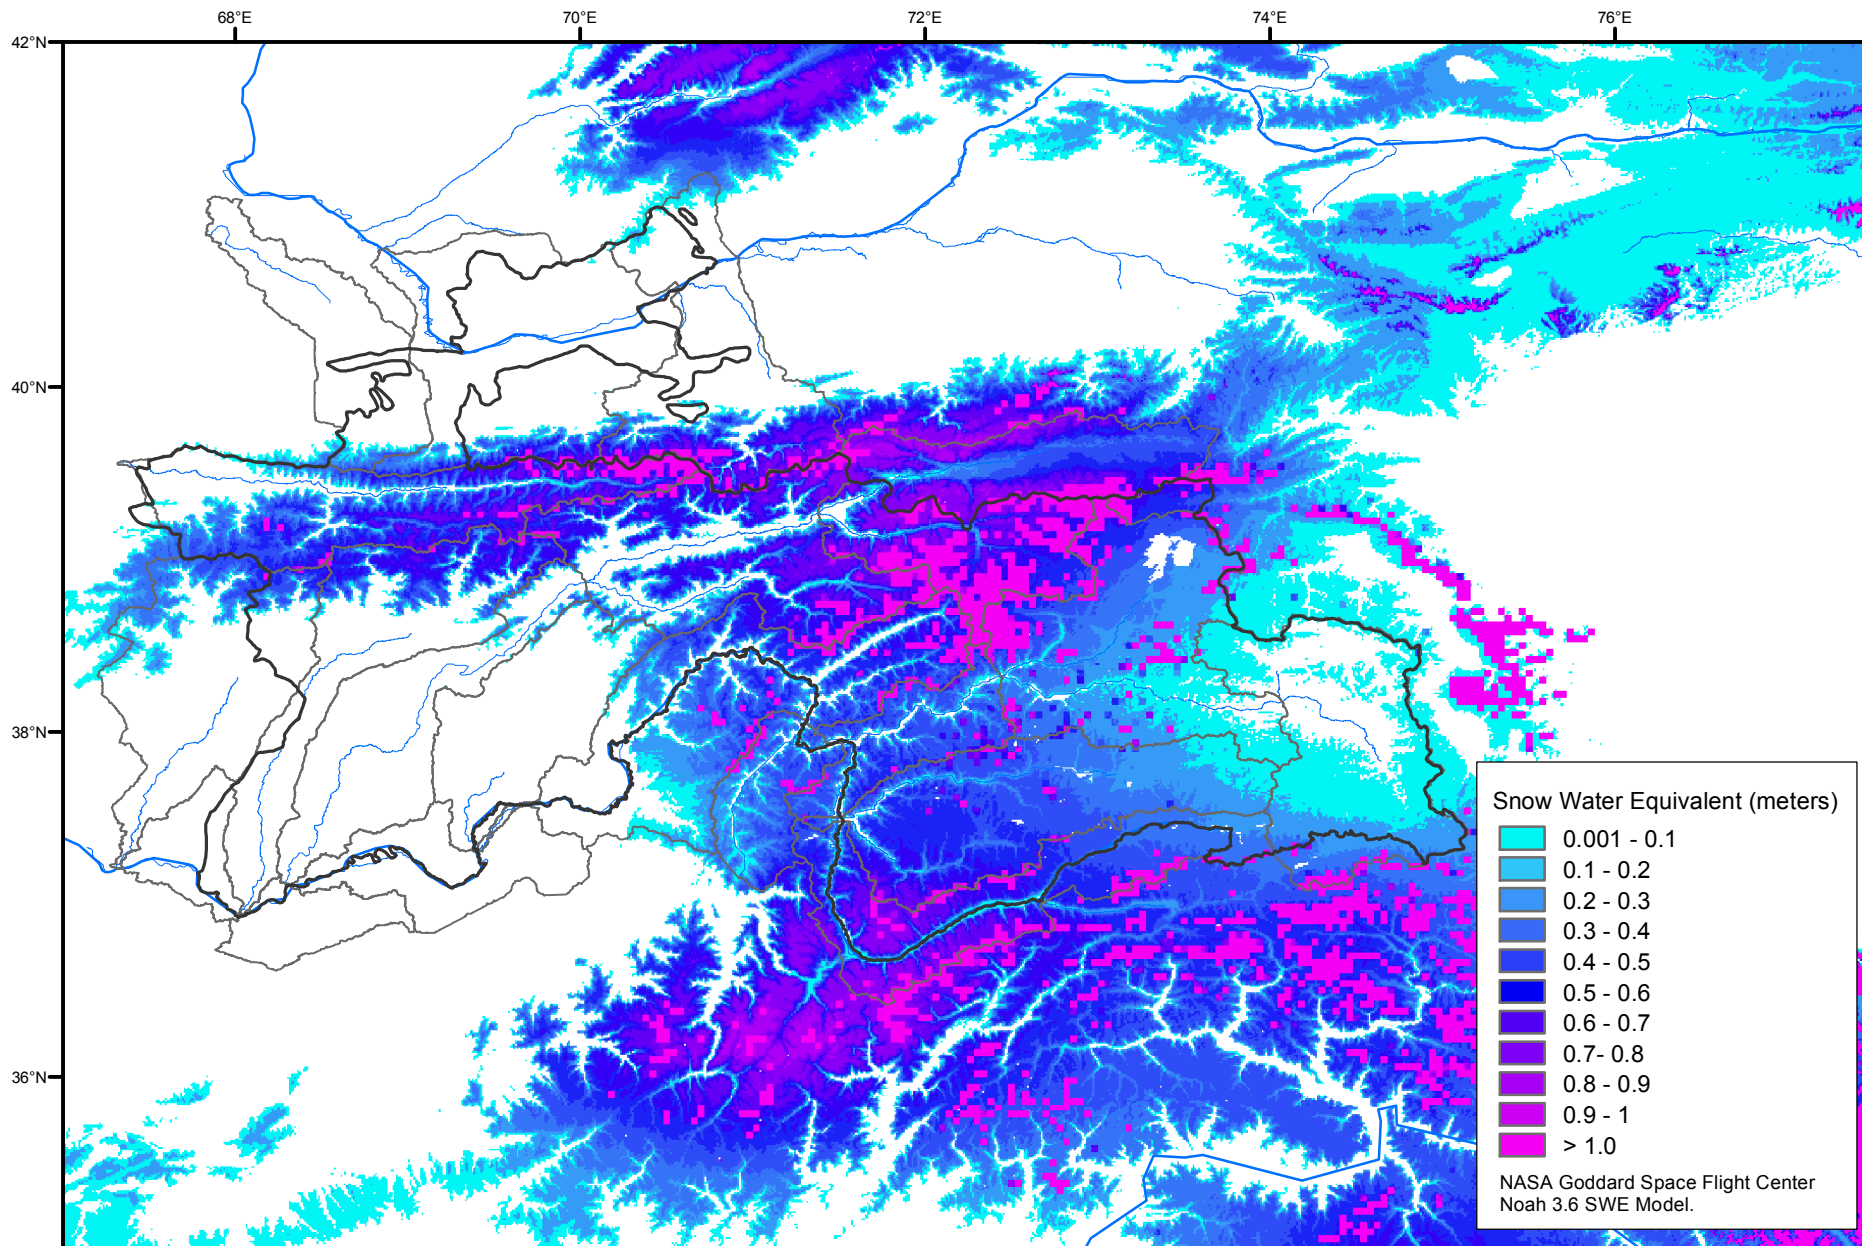 68°E 70°E 72°E 74°E 76°E
42°N
40°N
38°N
36°N
Snow Water Equivalent (meters)
0.001 - 0.1
0.1 - 0.2
0.2 - 0.3
0.3 - 0.4
0.4 - 0.5
0.5 - 0.6
0.6 - 0.7
0.7- 0.8
0.8 - 0.9
0.9 - 1
> 1.0
NASA Goddard Space Flight Center
Noah 3.6 SWE Model.